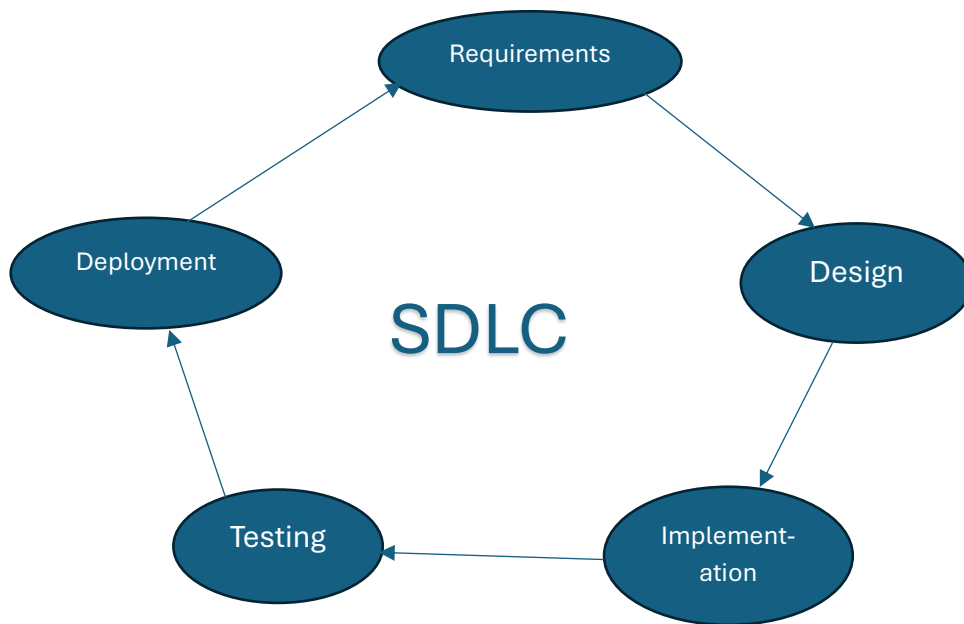 Requirements
Deployment
Design
SDLC
Testing
Implement-
ation